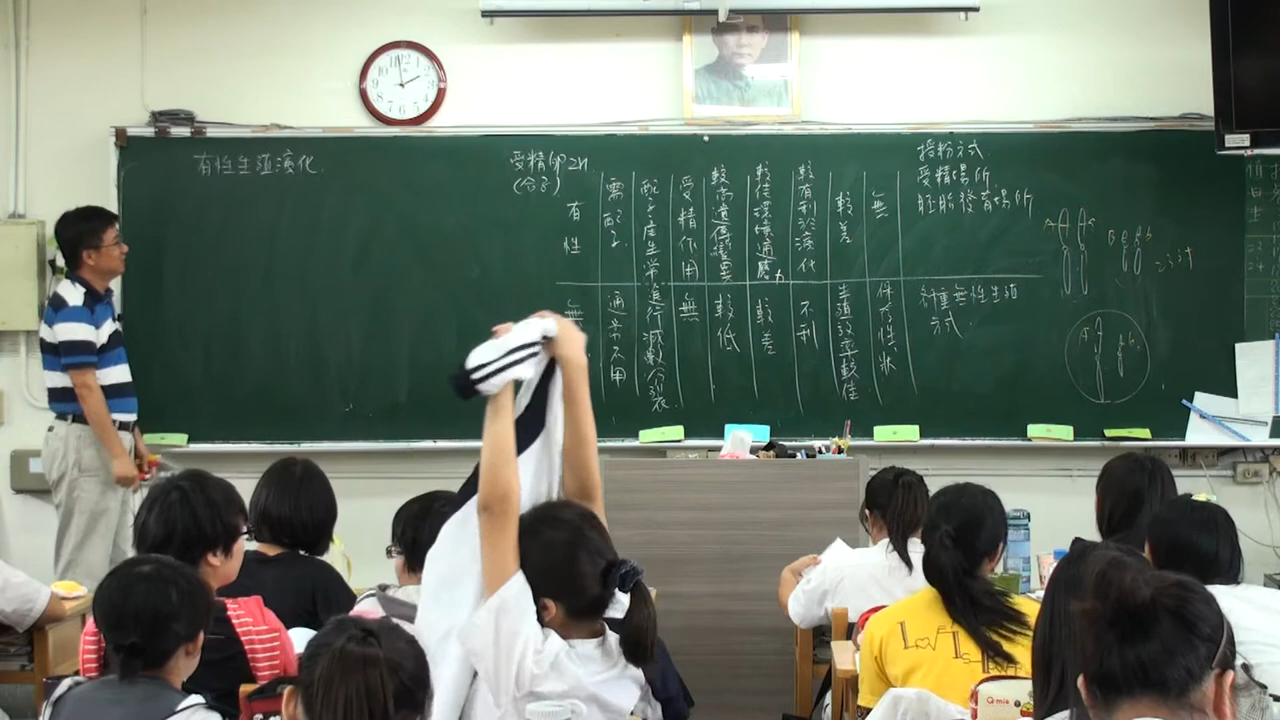 有性生殖演化
受精卵2n
(合子)
有性
需配子
配子產生常
受精作用
較高遺傳變異
較佳環境適應力
較有利於演化
較差
無
授粉方式
受精場所
胚胎發育場所
無
通常不用
進行減數分裂
無
較低
較差
不利
生殖效率較佳
保存性狀
各種無性生殖
方式
LOVE
IS
Q-mie